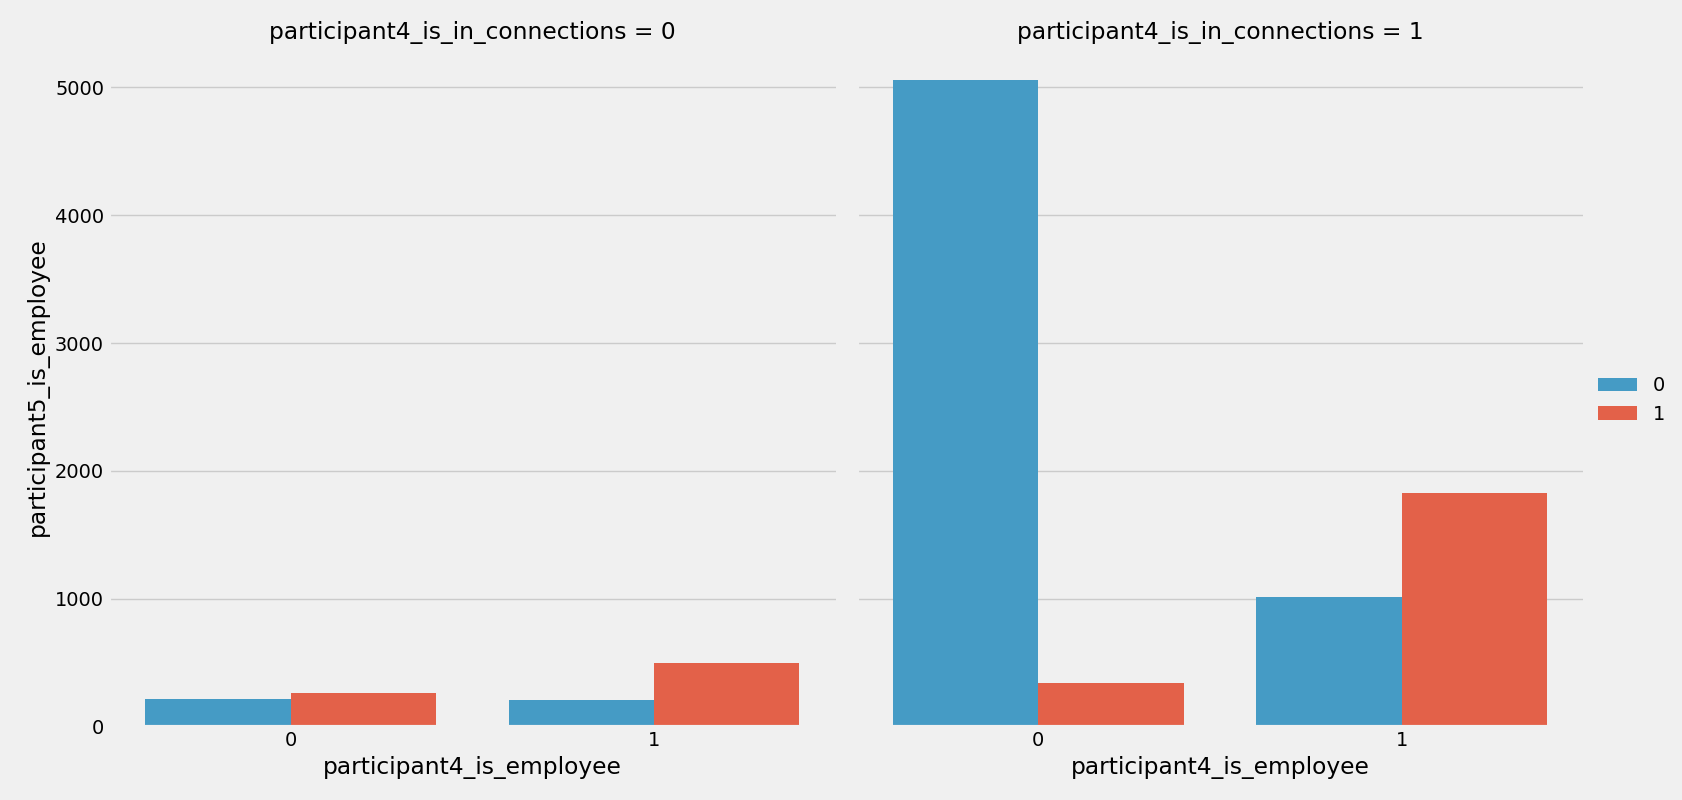 participant4_is_in_connections = 0
participant4_is_in_connections = 1
participant5_is_employee
5000
4000
3000
2000
1000
0
0
1
participant4_is_employee
0
1
participant4_is_employee
0
1